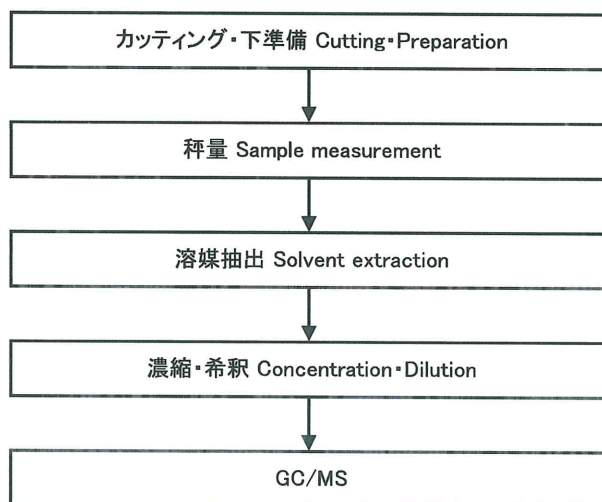 カッティング・下準備 Cutting・Preparation
秤量 Sample measurement
溶媒抽出 Solvent extraction
濃縮・希釈 Concentration・Dilution
GC/MS